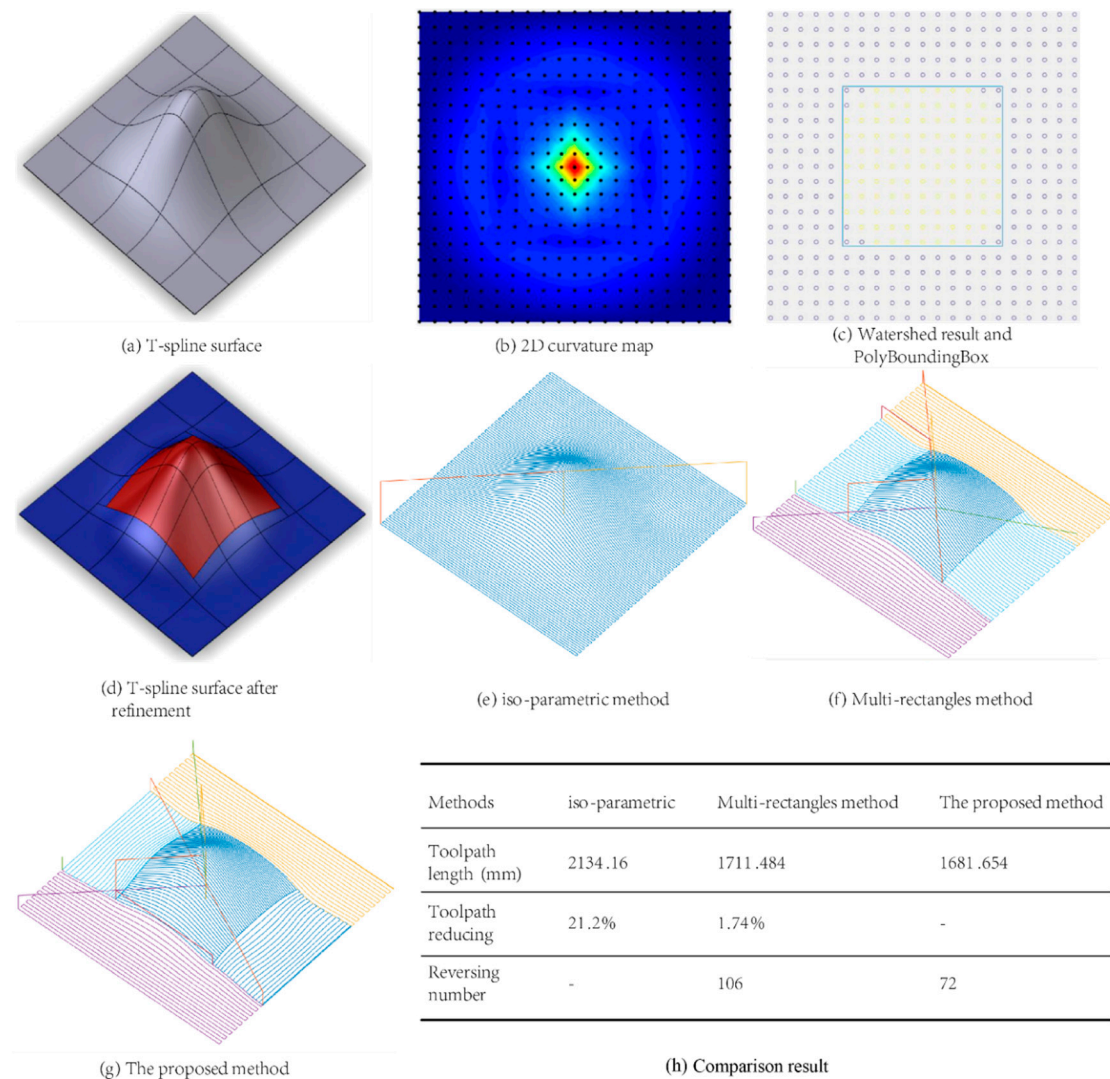 (a) T-spline surface
(b) 2D curvature map
(c) Watershed result and
PolyBoundingBox
(d) T-spline surface after
refinement
(e) iso-parametric method
(f) Multi-rectangles method
(g) The proposed method
Methods iso-parametric Multi-rectangles method The proposed method
Toolpath
length (mm) 2134.16 1711.484 1681.654
Toolpath
reducing 21.2% 1.74% -
Reversing
number - 106 72
(h) Comparison result